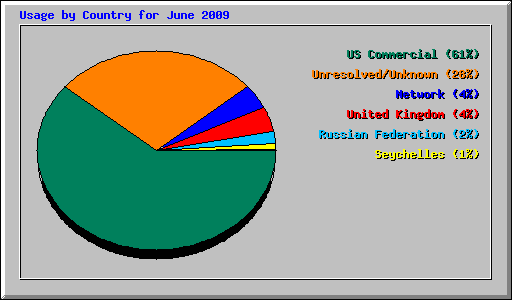 Usage by Country for June 2009
US Commercial (61%)
Unresolved/Unknown (28%)
Network (4%)
United Kingdom (4%)
Russian Federation (2%)
Seychelles (1%)